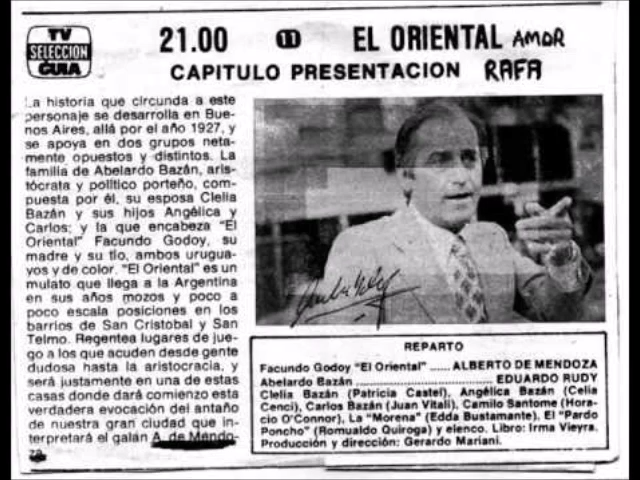 TV
SELECCION
GUIA
21.00 11 EL ORIENTAL AMOR
CAPITULO PRESENTACION RAFA
La historia que circunda a este
personaje se desarrolla en Bue-
nos Aires, allá por el año 1927, y
se apoya en dos grupos neta-
mente opuestos y distintos. La
familia de Abelardo Bazán, aris-
tócrata y político porteño, com-
puesta por él, su esposa Clelia
Bazán y sus hijos Angélica y
Carlos; y la que encabeza "El
Oriental" Facundo Godoy, su
madre y su tío, ambos urugua-
yos y de color. "El Oriental" es un
mulato que llega a la Argentina
en sus años mozos y poco a
poco escala posiciones en los
barrios de San Cristobal y San
Telmo. Regentea lugares de jue-
go a los que acuden desde gente
dudosa hasta la aristocracia, y
será justamente en una de estas
casas donde dará comienzo esta
verdadera evocación del antaño
de nuestra gran ciudad que in-
terpretará el galán A. de Mendo-
za
REPARTO
Facundo Godoy "El Oriental" ...... ALBERTO DE MENDOZA
Abelardo Bazán ........................ EDUARDO RUDY
Clelia Bazán (Patricia Castel), Angélica Bazán (Celia
Cenci), Carlos Bazán (Juan Vitali), Camilo Santome (Hora-
cio O'Connor), La "Morena" (Edda Bustamante), El "Pardo
Poncho" (Romualdo Quiroga) y elenco. Libro: Irma Vieyra.
Producción y dirección: Gerardo Mariani.